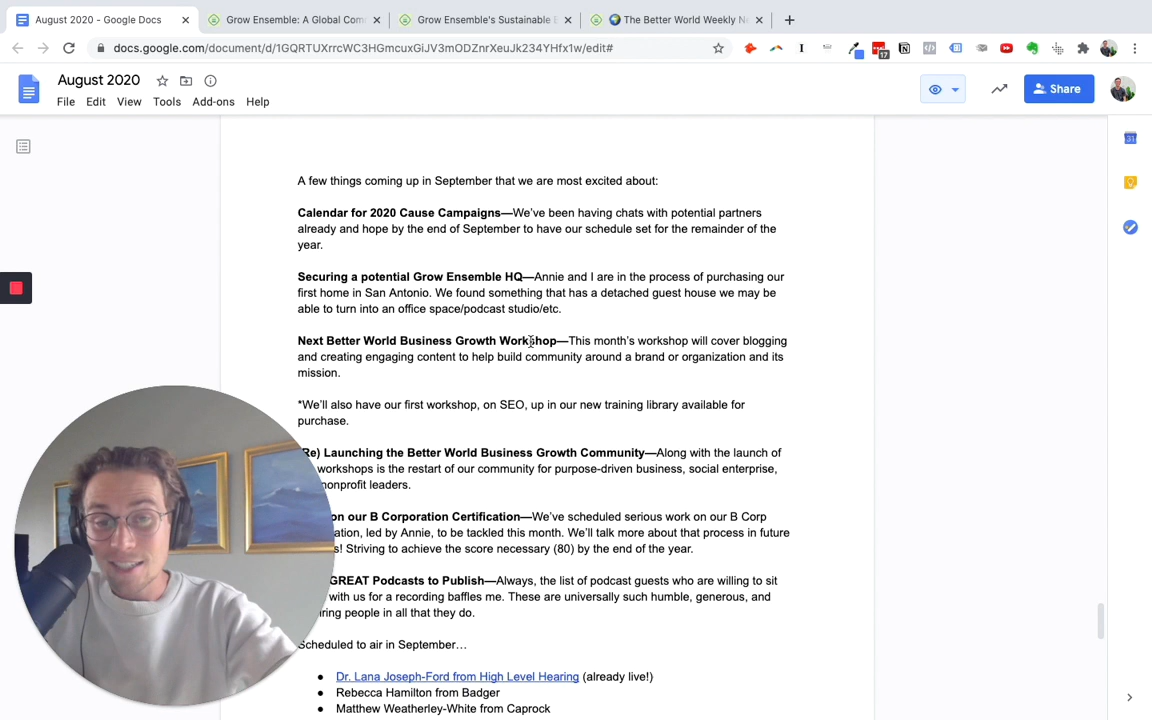 August 2020 - Google Docs
Grow Ensemble: A Global Com
Grow Ensemble's Sustainable
The Better World Weekly N
docs.google.com/document/d/1GQRTUXrrcWC3HGmcuxGiJV3mODZnrXeuJk234YHfx1w/edit#
17
August 2020
File Edit View Tools Add-ons Help
Share
31
A few things coming up in September that we are most excited about:
Calendar for 2020 Cause Campaigns—We've been having chats with potential partners
already and hope by the end of September to have our schedule set for the remainder of the
year.
Securing a potential Grow Ensemble HQ—Annie and I are in the process of purchasing our
first home in San Antonio. We found something that has a detached guest house we may be
able to turn into an office space/podcast studio/etc.
Next Better World Business Growth Workshop—This month's workshop will cover blogging
and creating engaging content to help build community around a brand or organization and its
mission.
*We'll also have our first workshop, on SEO, up in our new training library available for
purchase.
Re) Launching the Better World Business Growth Community—Along with the launch of
workshops is the restart of our community for purpose-driven business, social enterprise,
nonprofit leaders.
on our B Corporation Certification—We've scheduled serious work on our B Corp
ation, led by Annie, to be tackled this month. We'll talk more about that process in future
s! Striving to achieve the score necessary (80) by the end of the year.
GREAT Podcasts to Publish—Always, the list of podcast guests who are willing to sit
with us for a recording baffles me. These are universally such humble, generous, and
ring people in all that they do.
Scheduled to air in September…
● Dr. Lana Joseph-Ford from High Level Hearing (already live!)
● Rebecca Hamilton from Badger
● Matthew Weatherley-White from Caprock